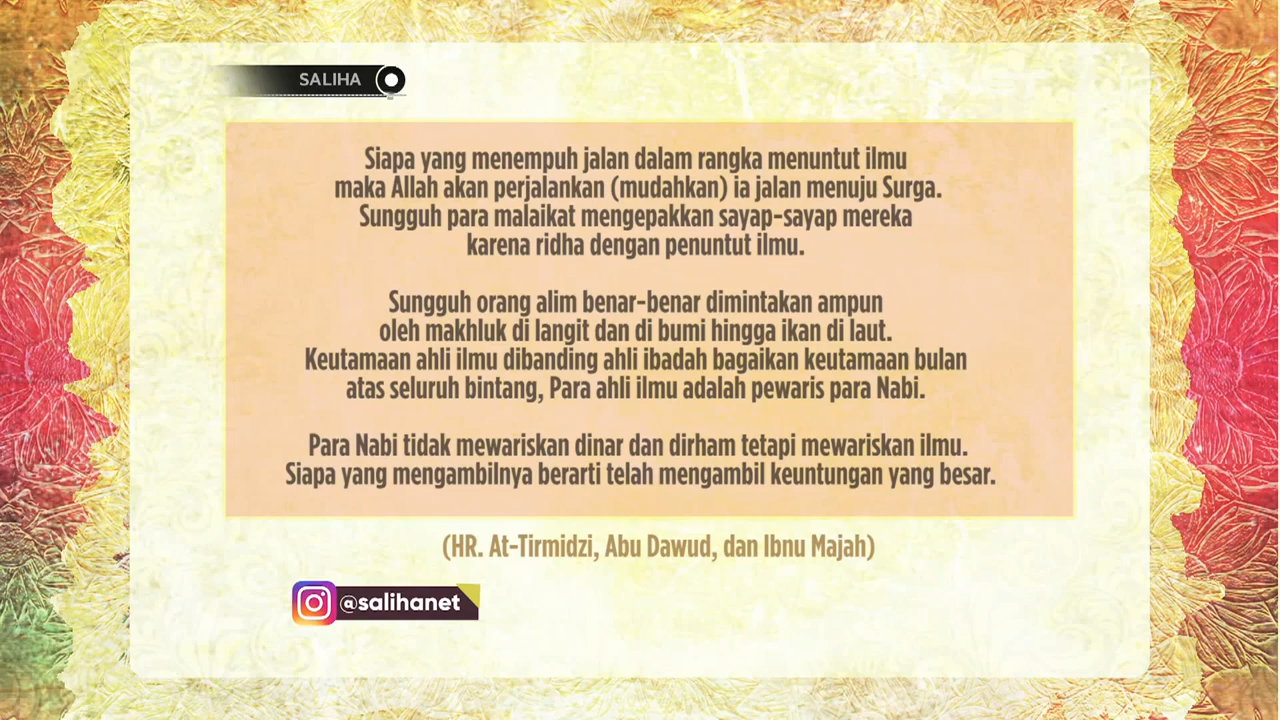 SALIHA
Siapa yang menempuh jalan dalam rangka menuntut ilmu
maka Allah akan perjalankan (mudahkan) ia jalan menuju Surga.
Sungguh para malaikat mengepakkan sayap-sayap mereka
karena ridha dengan penuntut ilmu.
Sungguh orang alim benar-benar dimintakan ampun
oleh makhluk di langit dan di bumi hingga ikan di laut.
Keutamaan ahli ilmu dibanding ahli ibadah bagaikan keutamaan bulan
atas seluruh bintang, Para ahli ilmu adalah pewaris para Nabi.
Para Nabi tidak mewariskan dinar dan dirham tetapi mewariskan ilmu.
Siapa yang mengambilnya berarti telah mengambil keuntungan yang besar.
(HR. At-Tirmidzi, Abu Dawud, dan Ibnu Majah)
@salihanet